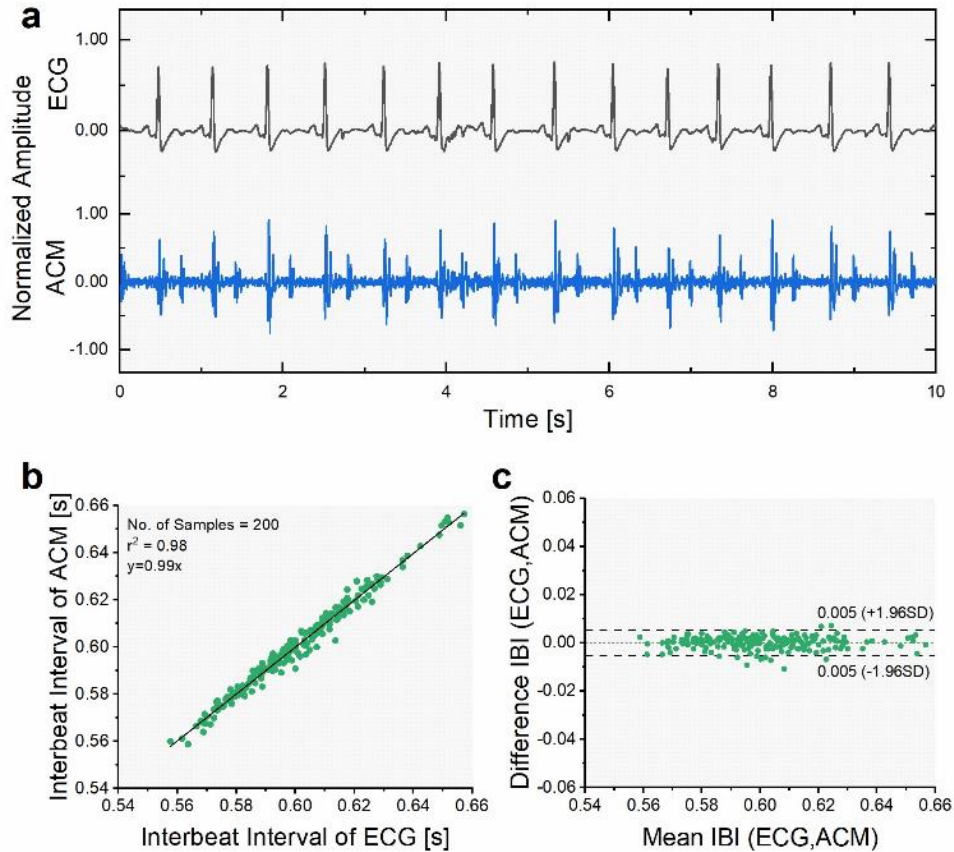 a
Normalized Amplitude
ECG
ACM
1.00
0.00
1.00
0.00
-1.00
0
2
4
6
8
10
Time [s]
b
Interbeat Interval of ACM [s]
0.66
0.64
0.62
0.60
0.58
0.56
0.54
No. of Samples = 200
r² = 0.98
y=0.99x
0.54
0.56
0.58
0.60
0.62
0.64
0.66
Interbeat Interval of ECG [s]
c
Difference IBI (ECG,ACM)
0.06
0.04
0.02
0.00
-0.02
-0.04
-0.06
0.005 (+1.96SD)
0.005 (-1.96SD)
0.54
0.56
0.58
0.60
0.62
0.64
0.66
Mean IBI (ECG,ACM)